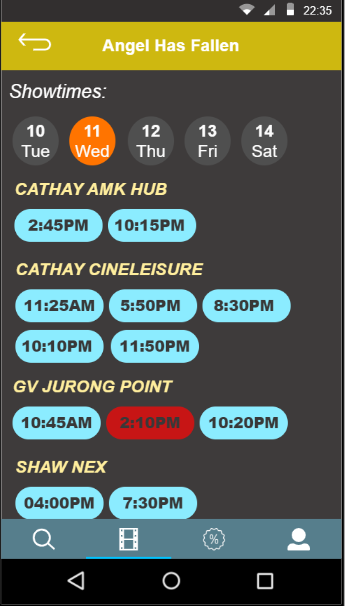 22:35
Angel Has Fallen
Showtimes:
10 11 12 13 14
Tue Wed Thu Fri Sat
CATHAY AMK HUB
2:45PM 10:15PM
CATHAY CINELEISURE
11:25AM 5:50PM 8:30PM
10:10PM 11:50PM
GV JURONG POINT
10:45AM 2:10PM 10:20PM
SHAW NEX
04:00PM 7:30PM
%